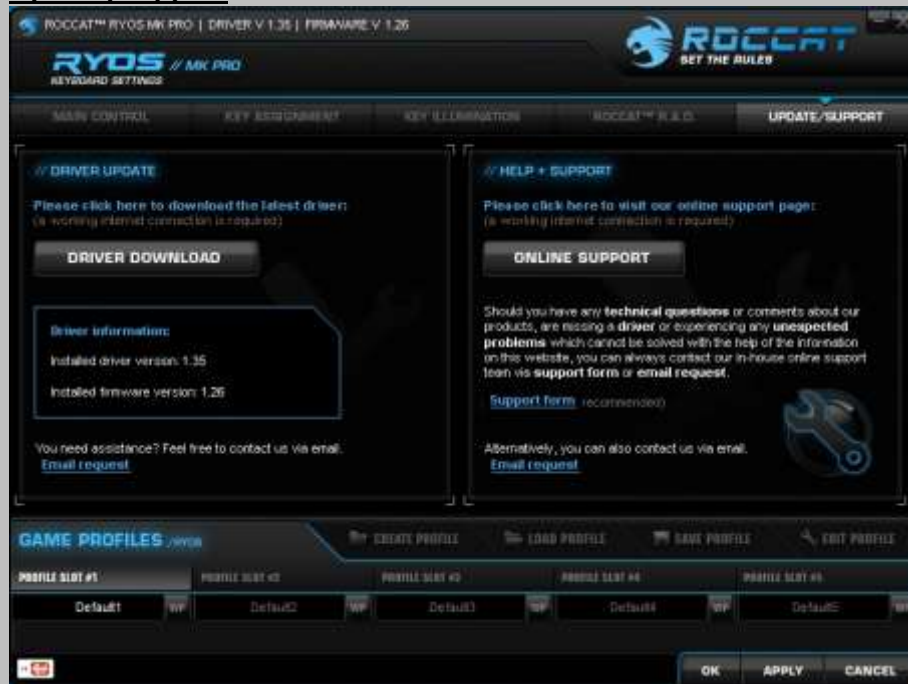 ROCCAT™ RYOS MK PRO | DRIVER V 1.35 | FIRMWARE V 1.26
RYOS // MK PRO
KEYBOARD SETTINGS
ROCCAT
SET THE RULES
MAIN CONTROL KEY ASSIGNMENT KEY ILLUMINATION ROCCAT™ R.A.D. UPDATE/SUPPORT
// DRIVER UPDATE
Please click here to download the latest driver:
(a working internet connection is required)
DRIVER DOWNLOAD
Driver information:
Installed driver version: 1.35
Installed firmware version: 1.26
You need assistance? Feel free to contact us via email.
Email request
// HELP + SUPPORT
Please click here to visit our online support page:
(a working internet connection is required)
ONLINE SUPPORT
Should you have any technical questions or comments about our
products, are missing a driver or experiencing any unexpected
problems which cannot be solved with the help of the information
on this website, you can always contact our in-house online support
team via support form or email request.
Support form (recommended)
Alternatively, you can also contact us via email.
Email request
GAME PROFILES /RYOS
CREATE PROFILE LOAD PROFILE SAVE PROFILE EDIT PROFILE
PROFILE SLOT #1 PROFILE SLOT #2 PROFILE SLOT #3 PROFILE SLOT #4 PROFILE SLOT #5
Default1 Default2 Default3 Default4 Default5
OK APPLY CANCEL